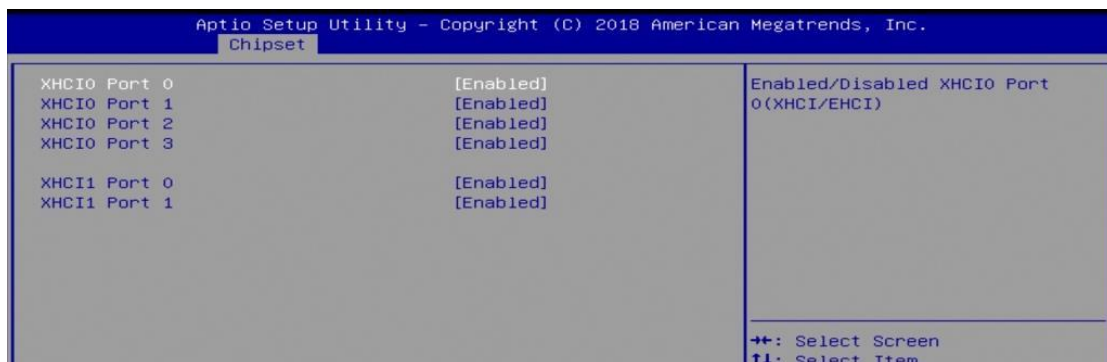 Aptio Setup Utility – Copyright (C) 2018 American Megatrends, Inc.
Chipset
XHCI0 Port 0 [Enabled]
XHCI0 Port 1 [Enabled]
XHCI0 Port 2 [Enabled]
XHCI0 Port 3 [Enabled]
XHCI1 Port 0 [Enabled]
XHCI1 Port 1 [Enabled]
Enabled/Disabled XHCI0 Port
0(XHCI/EHCI)
→←: Select Screen
↑↓: Select Item